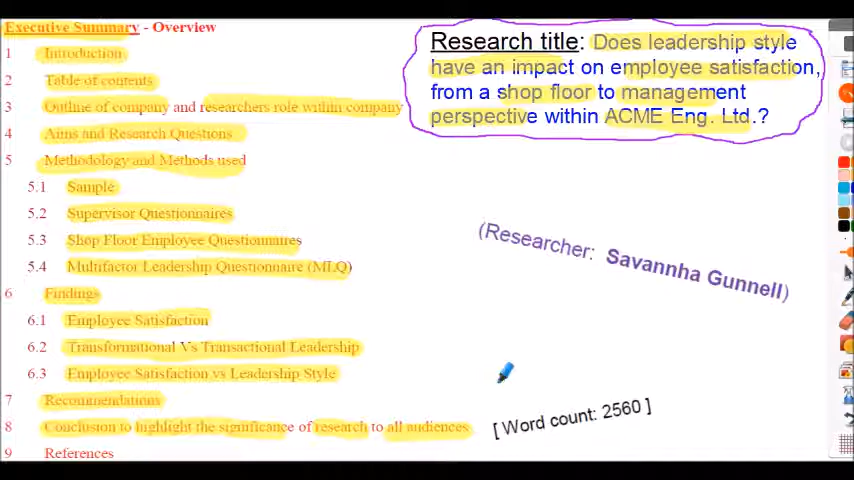 Executive Summary - Overview
1 Introduction
2 Table of contents
3 Outline of company and researchers role within company
4 Aims and Research Questions
5 Methodology and Methods used
5.1 Sample
5.2 Supervisor Questionnaires
5.3 Shop Floor Employee Questionnaires
5.4 Multifactor Leadership Questionnaire (MLQ)
6 Findings
6.1 Employee Satisfaction
6.2 Transformational Vs Transactional Leadership
6.3 Employee Satisfaction vs Leadership Style
7 Recommendations
8 Conclusion to highlight the significance of research to all audiences
9 References
Research title: Does leadership style
have an impact on employee satisfaction,
from a shop floor to management
perspective within ACME Eng. Ltd.?
(Researcher: Savannha Gunnell)
[ Word count: 2560 ]